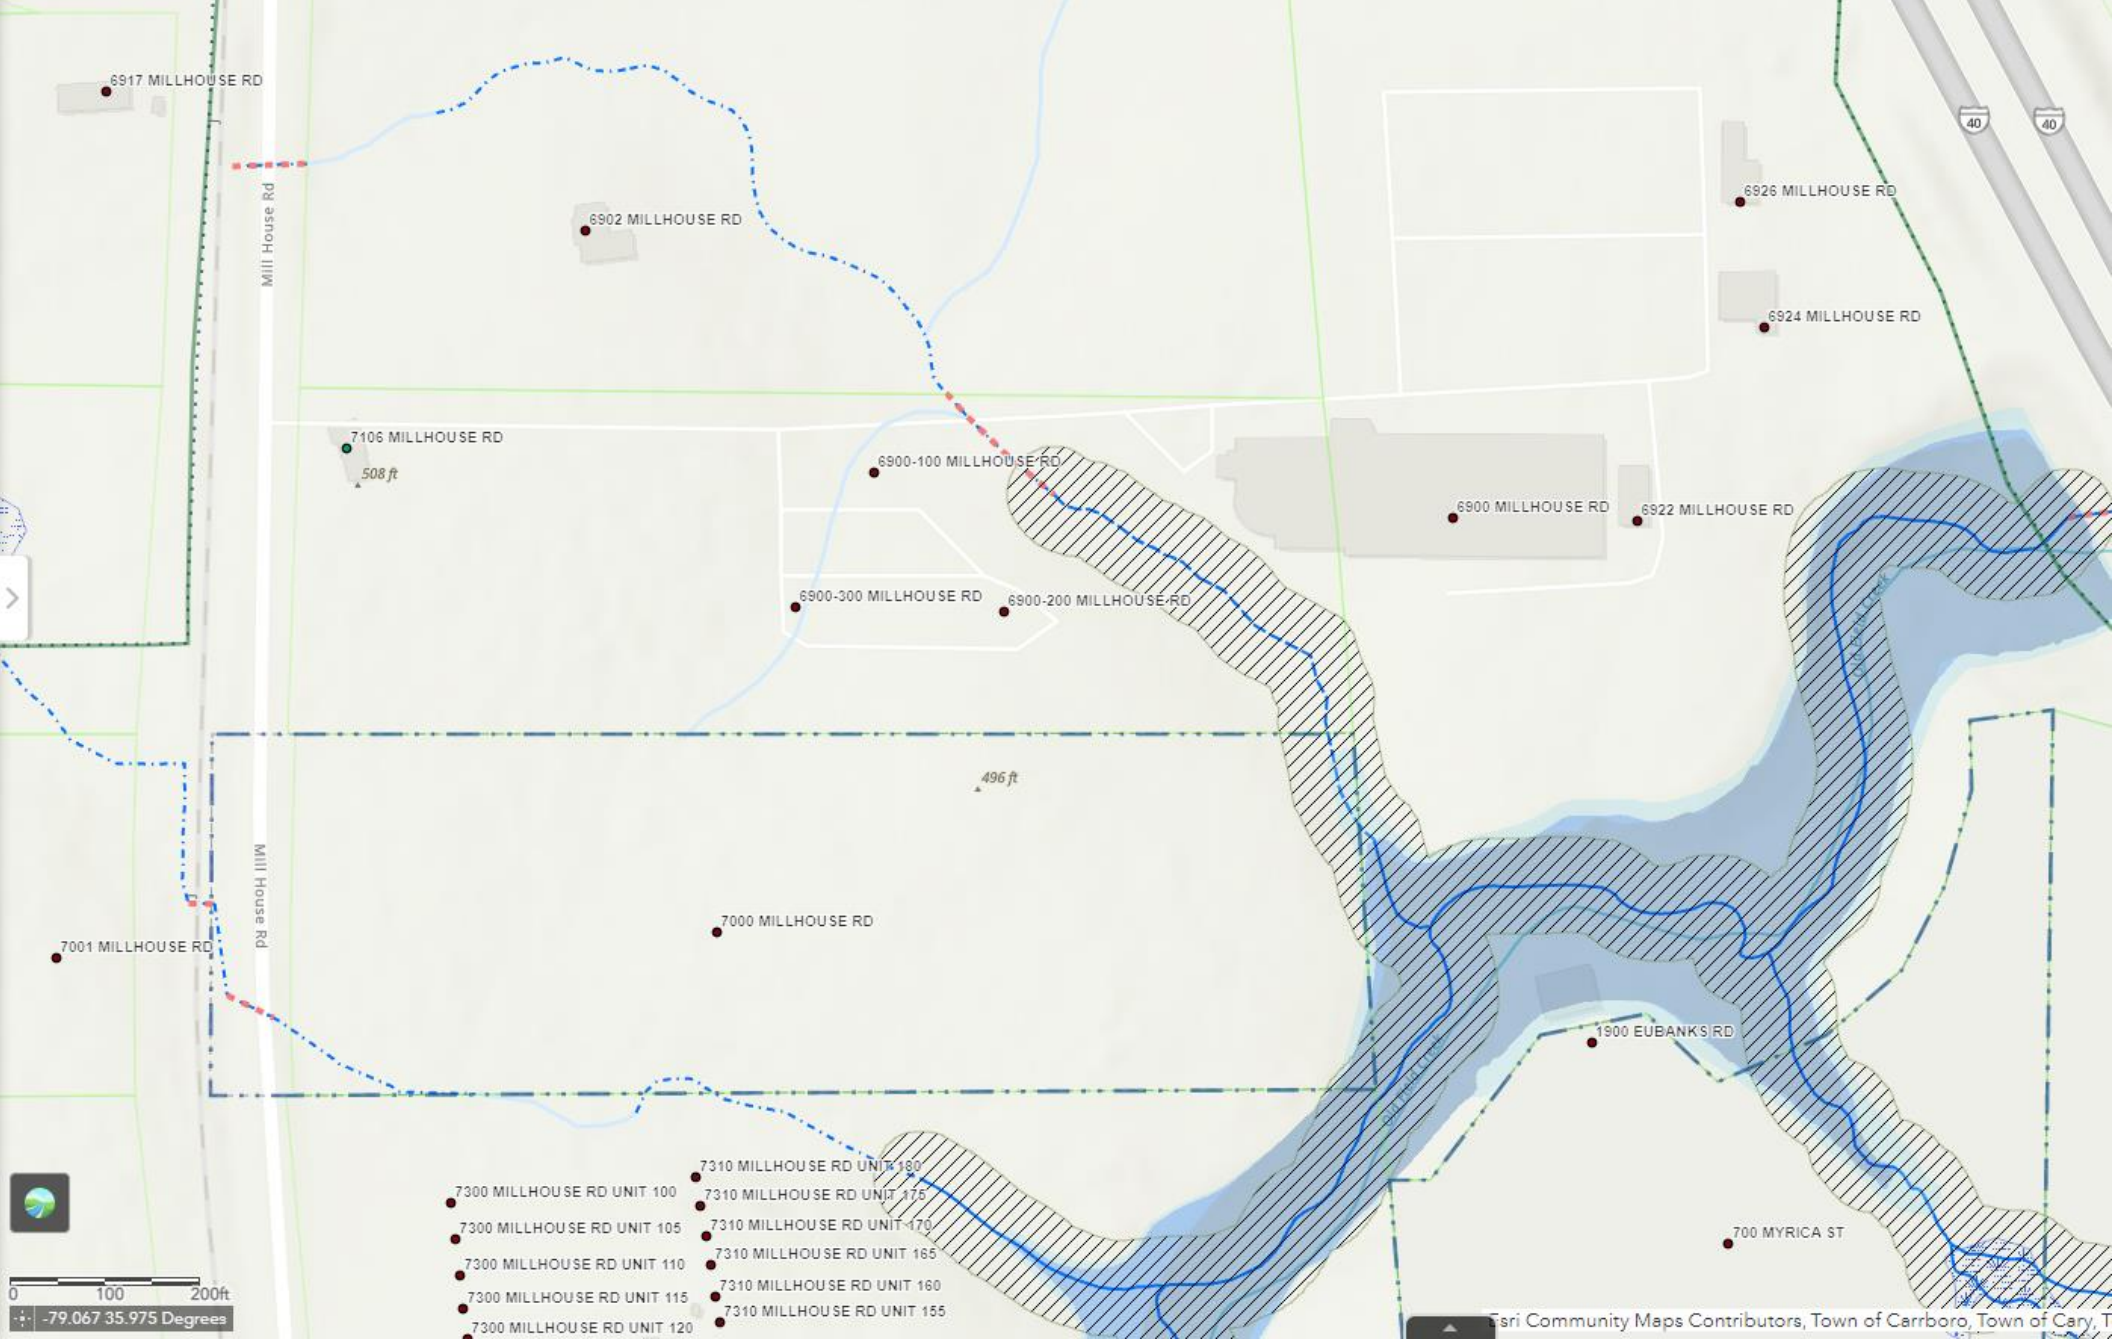 6917 MILLHOUSE RD
40
40
Mill House Rd
6926 MILLHOUSE RD
6902 MILLHOUSE RD
6924 MILLHOUSE RD
7106 MILLHOUSE RD
508 ft
6900-100 MILLHOUSE RD
6900 MILLHOUSE RD
6922 MILLHOUSE RD
6900-300 MILLHOUSE RD
6900-200 MILLHOUSE RD
Old Field Creek
496 ft
Mill House Rd
7000 MILLHOUSE RD
7001 MILLHOUSE RD
1900 EUBANKS RD
Old Field Creek
7310 MILLHOUSE RD UNIT 180
7300 MILLHOUSE RD UNIT 100
7310 MILLHOUSE RD UNIT 175
7300 MILLHOUSE RD UNIT 105
7310 MILLHOUSE RD UNIT 170
700 MYRICA ST
7310 MILLHOUSE RD UNIT 165
7300 MILLHOUSE RD UNIT 110
7310 MILLHOUSE RD UNIT 160
7300 MILLHOUSE RD UNIT 115
7310 MILLHOUSE RD UNIT 155
7300 MILLHOUSE RD UNIT 120
0 100 200ft
-79.067 35.975 Degrees
Esri Community Maps Contributors, Town of Carrboro, Town of Cary, T